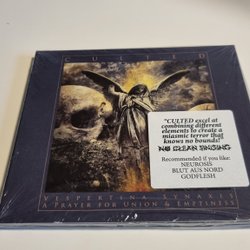 CULTED
"CULTED excel at
combining different
elements to create a
miasmic terror that
knows no bounds!"
NO CLEAN SINGING
Recommended if you like:
NEUROSIS
BLUT AUS NORD
GODFLESH
VESPERTINA SYNAXIS
A PRAYER FOR UNION & EMPTINESS